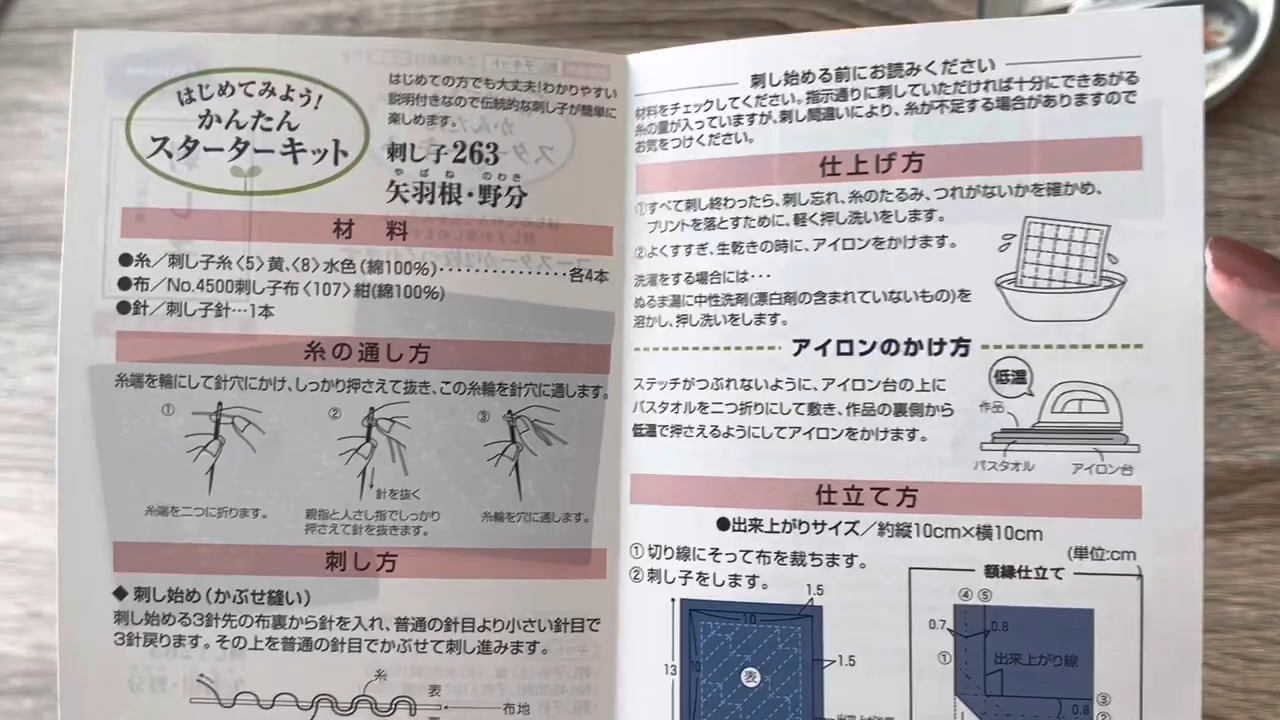 はじめてみよう!
かんたん
スターターキット
はじめての方でも大丈夫!わかりやすい
説明付きなので伝統的な刺し子が簡単に
楽しめます。
刺し子263
やばね のわき
矢羽根・野分
材 料
●糸/刺し子糸〈5〉黄、〈8〉水色(綿100%)・・・・・・・・・・・・・・各4本
●布/No.4500刺し子布〈107〉紺(綿100%)
●針/刺し子針…1本
糸の通し方
糸端を輪にして針穴にかけ、しっかり押さえて抜き、この糸輪を針穴に通します。
① ② ③
針を抜く
糸端を二つに折ります。
親指と人さし指でしっかり
押さえて針を抜きます。
糸輪を穴に通します。
刺し方
◆ 刺し始め(かぶせ縫い)
刺し始める3針先の布裏から針を入れ、普通の針目より小さい針目で
3針戻ります。その上を普通の針目でかぶせて刺し進みます。
糸
表
布地
刺し始める前にお読みください
材料をチェックしてください。指示通りに刺していただければ十分にできあがる
糸の量が入っていますが、刺し間違いにより、糸が不足する場合がありますので
お気をつけください。
仕上げ方
①すべて刺し終わったら、刺し忘れ、糸のたるみ、つれがないかを確かめ、
プリントを落とすために、軽く押し洗いをします。
②よくすすぎ、生乾きの時に、アイロンをかけます。
洗濯をする場合には・・・
ぬるま湯に中性洗剤(漂白剤の含まれていないもの)を
溶かし、押し洗いをします。
アイロンのかけ方
ステッチがつぶれないように、アイロン台の上に
バスタオルを二つ折りにして敷き、作品の裏側から
低温で押さえるようにしてアイロンをかけます。
低温
作品
バスタオル
アイロン台
仕立て方
●出来上がりサイズ/約縦10cm×横10cm
①切り線にそって布を裁ちます。
②刺し子をします。
(単位:cm
額縁仕立て
1.5
10
10
13
表
1.5
④ ⑤
0.7
0.8
①
出来上がり線
③
0.8